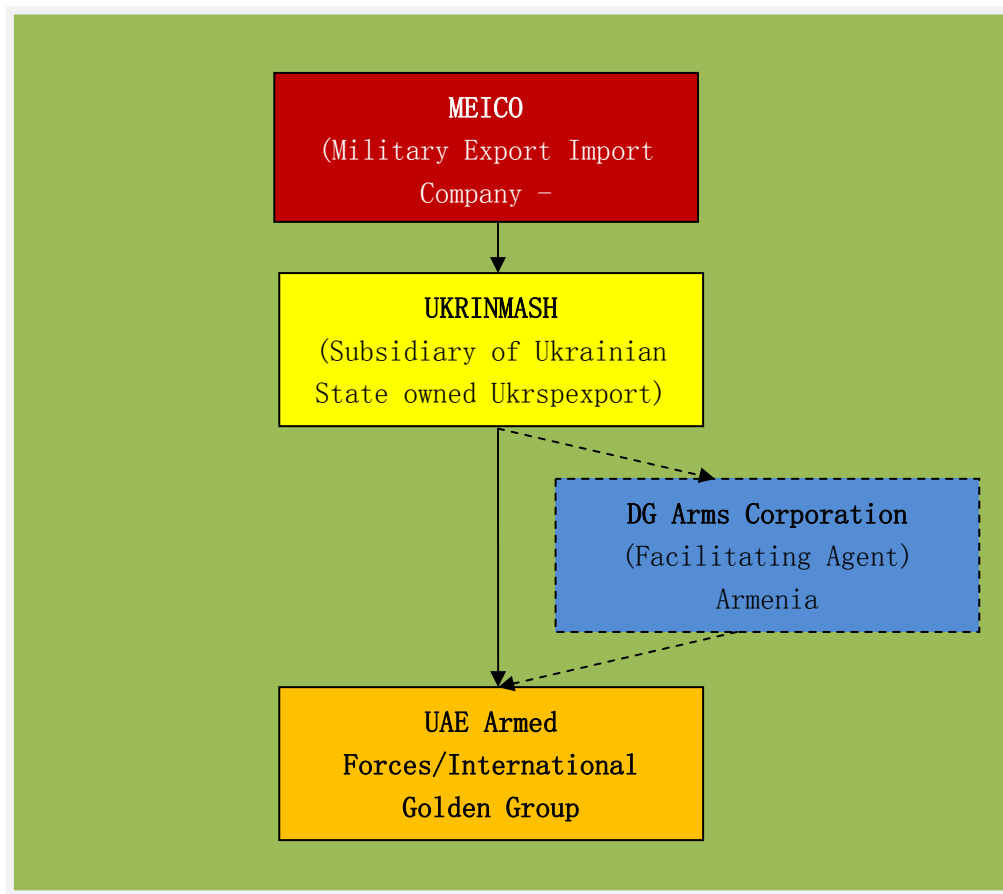 MEICO
(Military Export Import
Company –
UKRINMASH
(Subsidiary of Ukrainian
State owned Ukrspexport)
DG Arms Corporation
(Facilitating Agent)
Armenia
UAE Armed
Forces/International
Golden Group